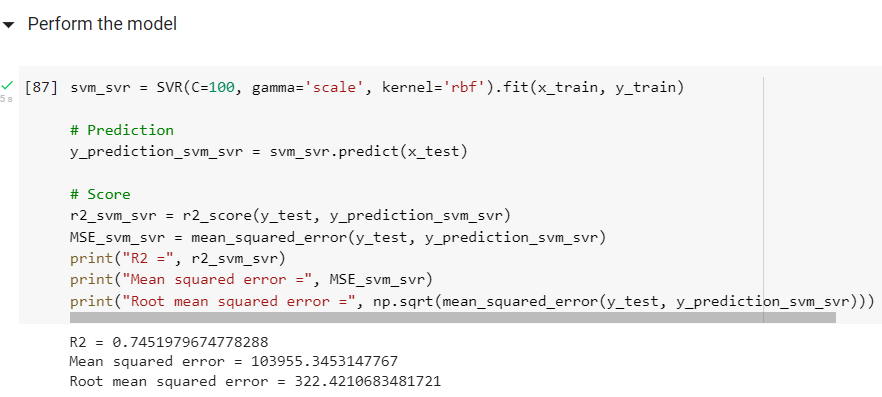 Perform the model
[87] svm_svr = SVR(C=100, gamma='scale', kernel='rbf').fit(x_train, y_train)
5 s
# Prediction
y_prediction_svm_svr = svm_svr.predict(x_test)
# Score
r2_svm_svr = r2_score(y_test, y_prediction_svm_svr)
MSE_svm_svr = mean_squared_error(y_test, y_prediction_svm_svr)
print("R2 =", r2_svm_svr)
print("Mean squared error =", MSE_svm_svr)
print("Root mean squared error =", np.sqrt(mean_squared_error(y_test, y_prediction_svm_svr)))
R2 = 0.7451979674778288
Mean squared error = 103955.3453147767
Root mean squared error = 322.4210683481721